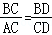 BC/AC = BD/CD